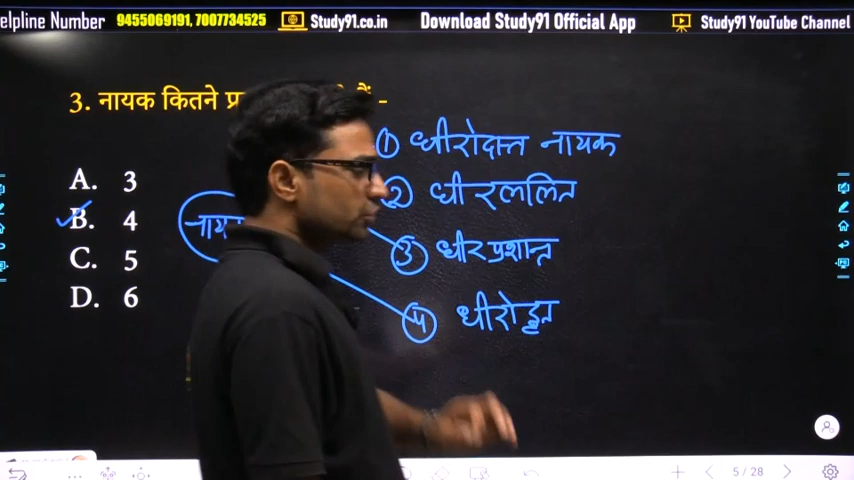 elpline Number 9455069191, 7007734525 Study91.co.in Download Study91 Official App Study91 YouTube Channel
3. नायक कितने प्र -
① धीरोदात्त नायक
A. 3
② धीरललित
B. 4
③ धीरप्रशान्त
C. 5
④ धीरोद्धत
D. 6
5 / 28